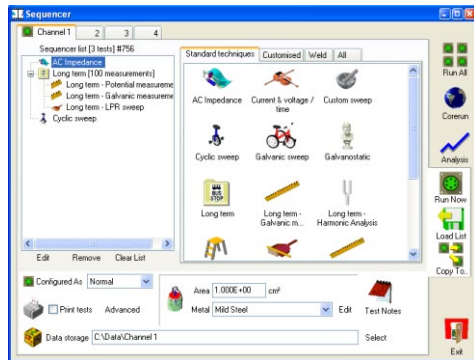 Sequencer
Channel 1
2
3
4
Sequencer list [3 tests] #756
AC Impedance
Long term [100 measurements]
Long term - Potential measureme
Long term - Galvanic measureme
Long term - LPR sweep
Cyclic sweep
Edit
Remove
Clear List
Standard techniques
Customised
Weld
All
AC Impedance
Current & voltage /
time
Custom sweep
Cyclic sweep
Galvanic sweep
Galvanostatic
BUS
STOP
Long term
Long term -
Galvanic m...
Long term -
Harmonic Analysis
Run All
Corerun
Analysis
Run Now
Load List
Copy To..
Configured As
Normal
Print tests
Advanced
Area
1.000E+00
cm²
Metal
Mild Steel
Edit
Test Notes
Data storage
C:\Data\Channel 1
Select
Exit